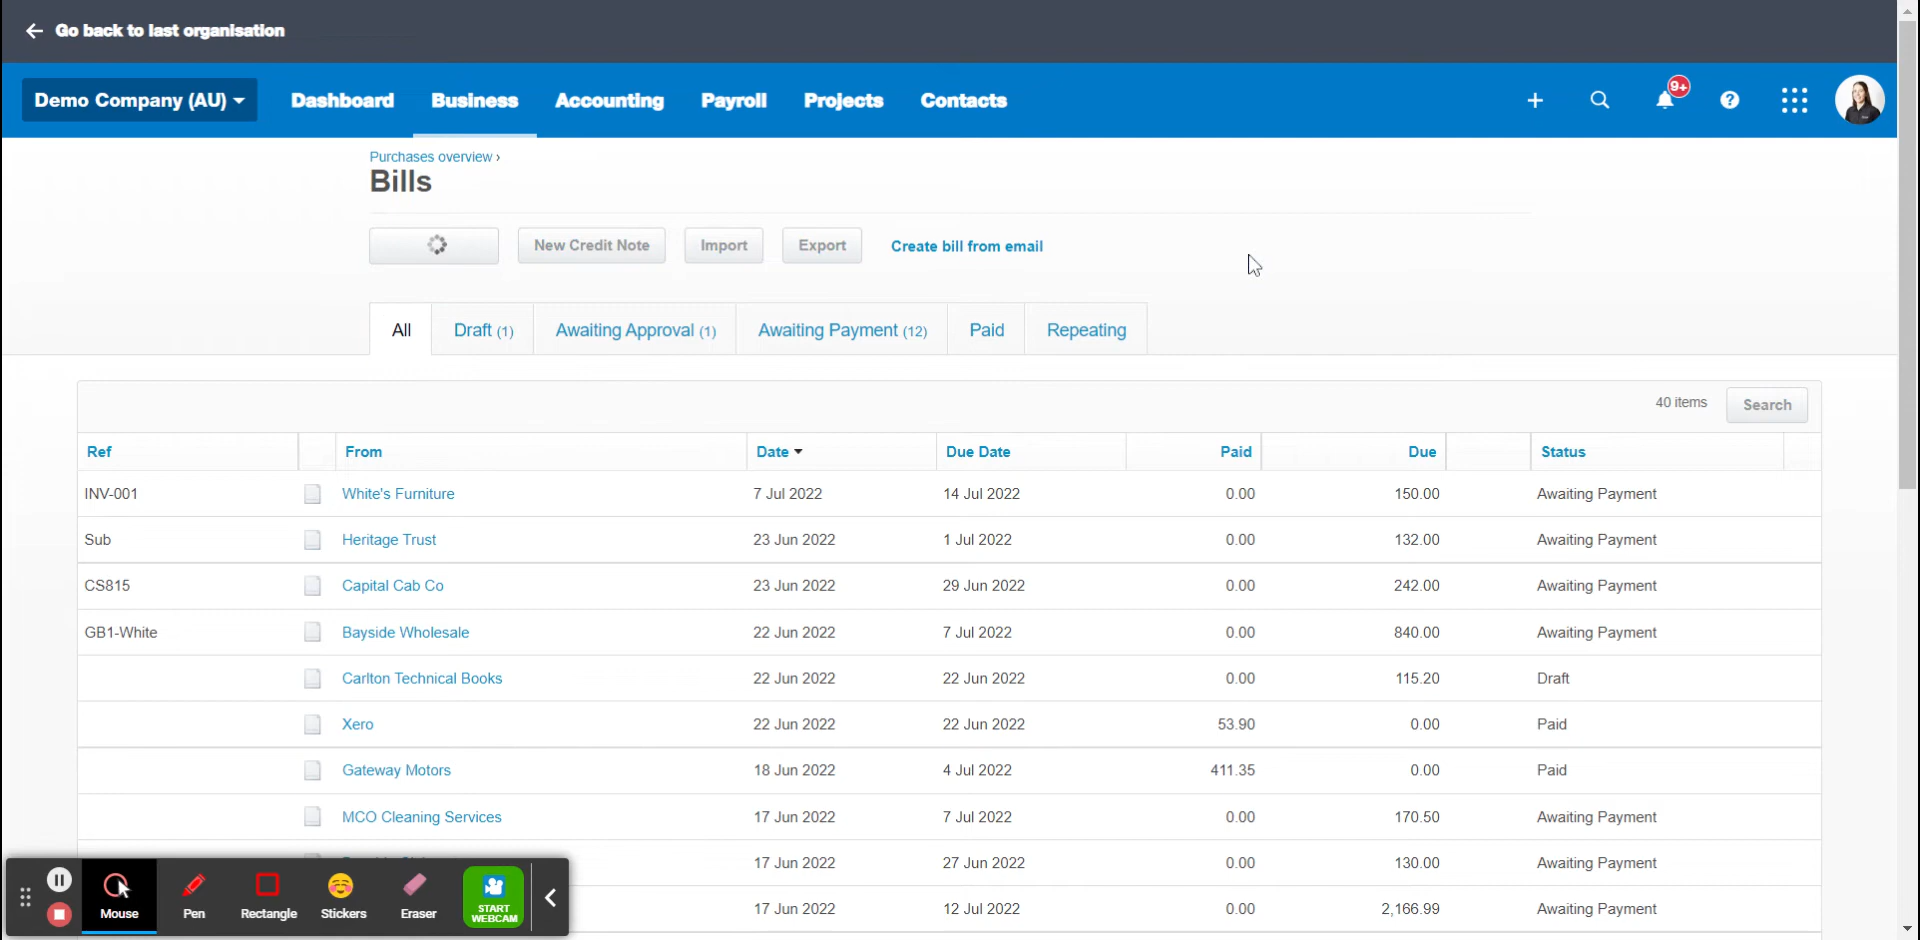 Go back to last organisation
Demo Company (AU) Dashboard Business Accounting Payroll Projects Contacts 9+
Purchases overview ›
Bills
New Credit Note Import Export Create bill from email
All Draft (1) Awaiting Approval (1) Awaiting Payment (12) Paid Repeating
40 items Search
Ref From Date Due Date Paid Due Status
INV-001 White's Furniture 7 Jul 2022 14 Jul 2022 0.00 150.00 Awaiting Payment
Sub Heritage Trust 23 Jun 2022 1 Jul 2022 0.00 132.00 Awaiting Payment
CS815 Capital Cab Co 23 Jun 2022 29 Jun 2022 0.00 242.00 Awaiting Payment
GB1-White Bayside Wholesale 22 Jun 2022 7 Jul 2022 0.00 840.00 Awaiting Payment
Carlton Technical Books 22 Jun 2022 22 Jun 2022 0.00 115.20 Draft
Xero 22 Jun 2022 22 Jun 2022 53.90 0.00 Paid
Gateway Motors 18 Jun 2022 4 Jul 2022 411.35 0.00 Paid
MCO Cleaning Services 17 Jun 2022 7 Jul 2022 0.00 170.50 Awaiting Payment
17 Jun 2022 27 Jun 2022 0.00 130.00 Awaiting Payment
17 Jun 2022 12 Jul 2022 0.00 2,166.99 Awaiting Payment
Mouse Pen Rectangle Stickers Eraser START
WEBCAM